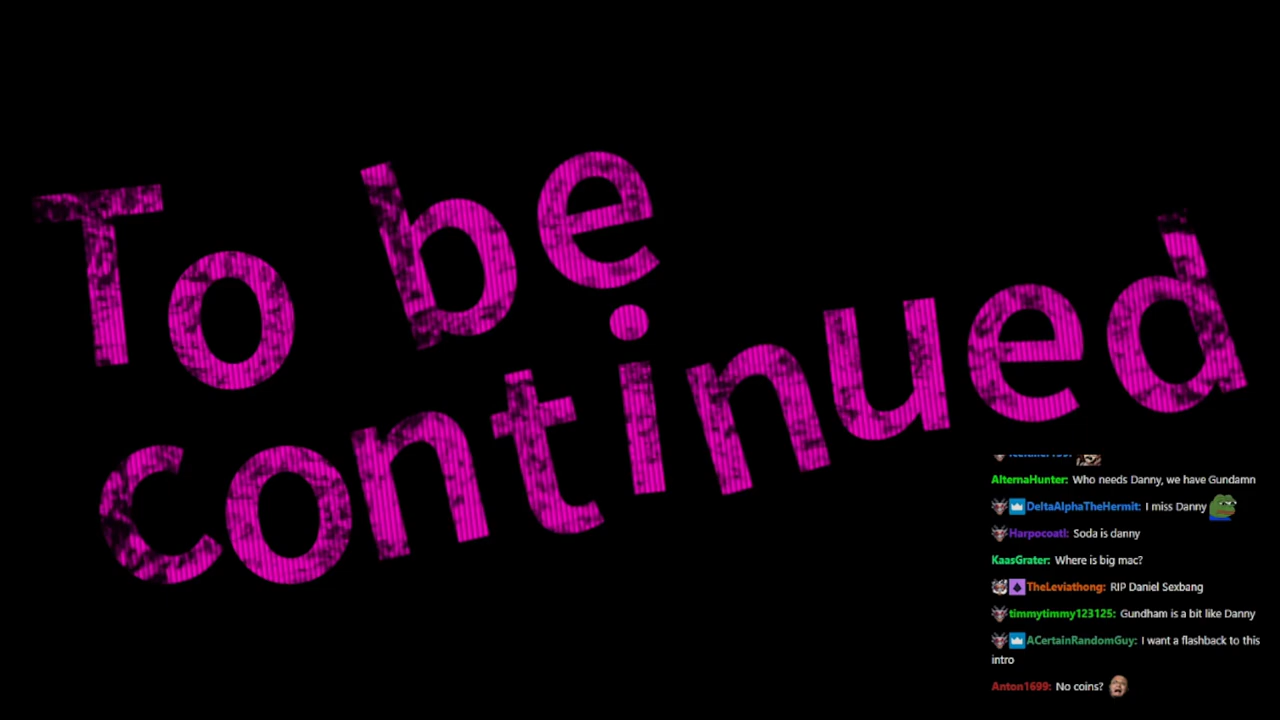 To be
continued
AlternaHunter: Who needs Danny, we have Gundamn
DeltaAlphaTheHermit: I miss Danny
Harpocoatl: Soda is danny
KaasGrater: Where is big mac?
TheLeviathong: RIP Daniel Sexbang
timmytimmy123125: Gundham is a bit like Danny
ACertainRandomGuy: I want a flashback to this
intro
Anton1699: No coins?